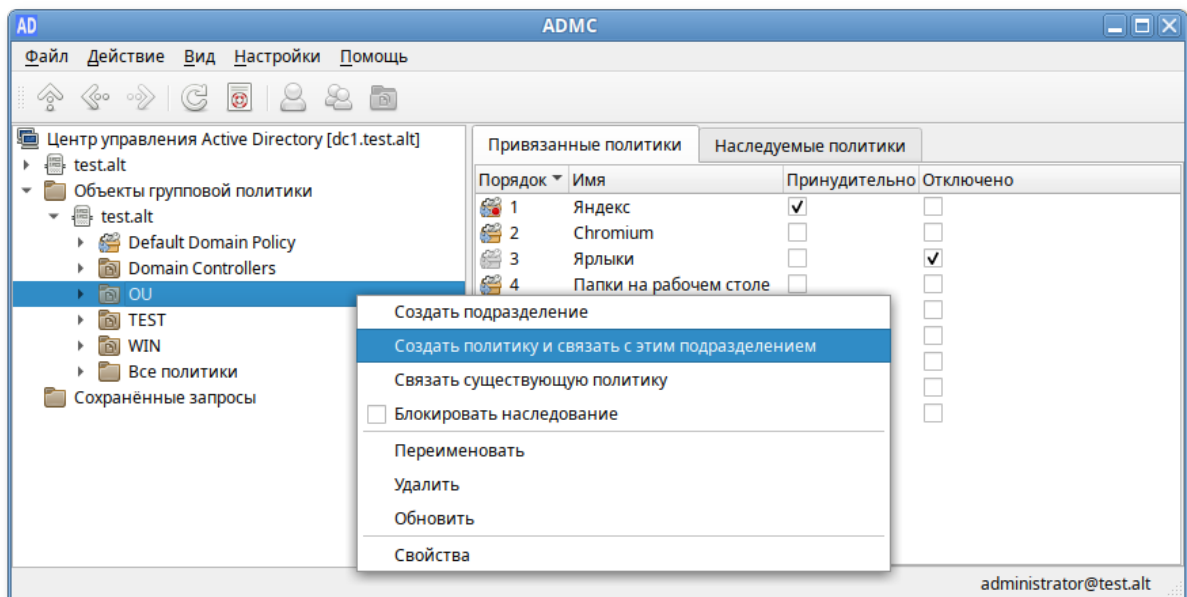 AD ADMC
Файл Действие Вид Настройки Помощь
Центр управления Active Directory [dc1.test.alt]
test.alt
Объекты групповой политики
test.alt
Default Domain Policy
Domain Controllers
OU
TEST
WIN
Все политики
Сохранённые запросы
Привязанные политики Наследуемые политики
Порядок Имя Принудительно Отключено
1 Яндекс
2 Chromium
3 Ярлыки
4 Папки на рабочем столе
Создать подразделение
Создать политику и связать с этим подразделением
Связать существующую политику
Блокировать наследование
Переименовать
Удалить
Обновить
Свойства
administrator@test.alt